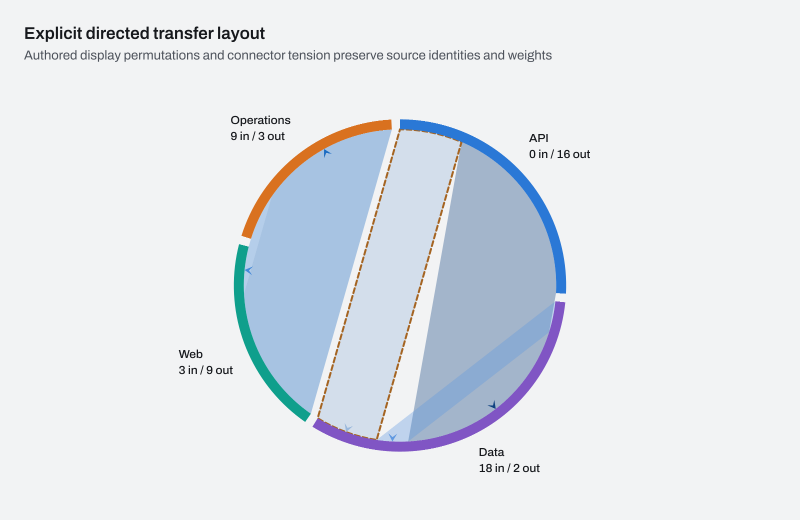 Explicit directed transfer layout
Authored display permutations and connector tension preserve source identities and weights
Operations
9 in / 3 out
API
0 in / 16 out
Web
3 in / 9 out
Data
18 in / 2 out